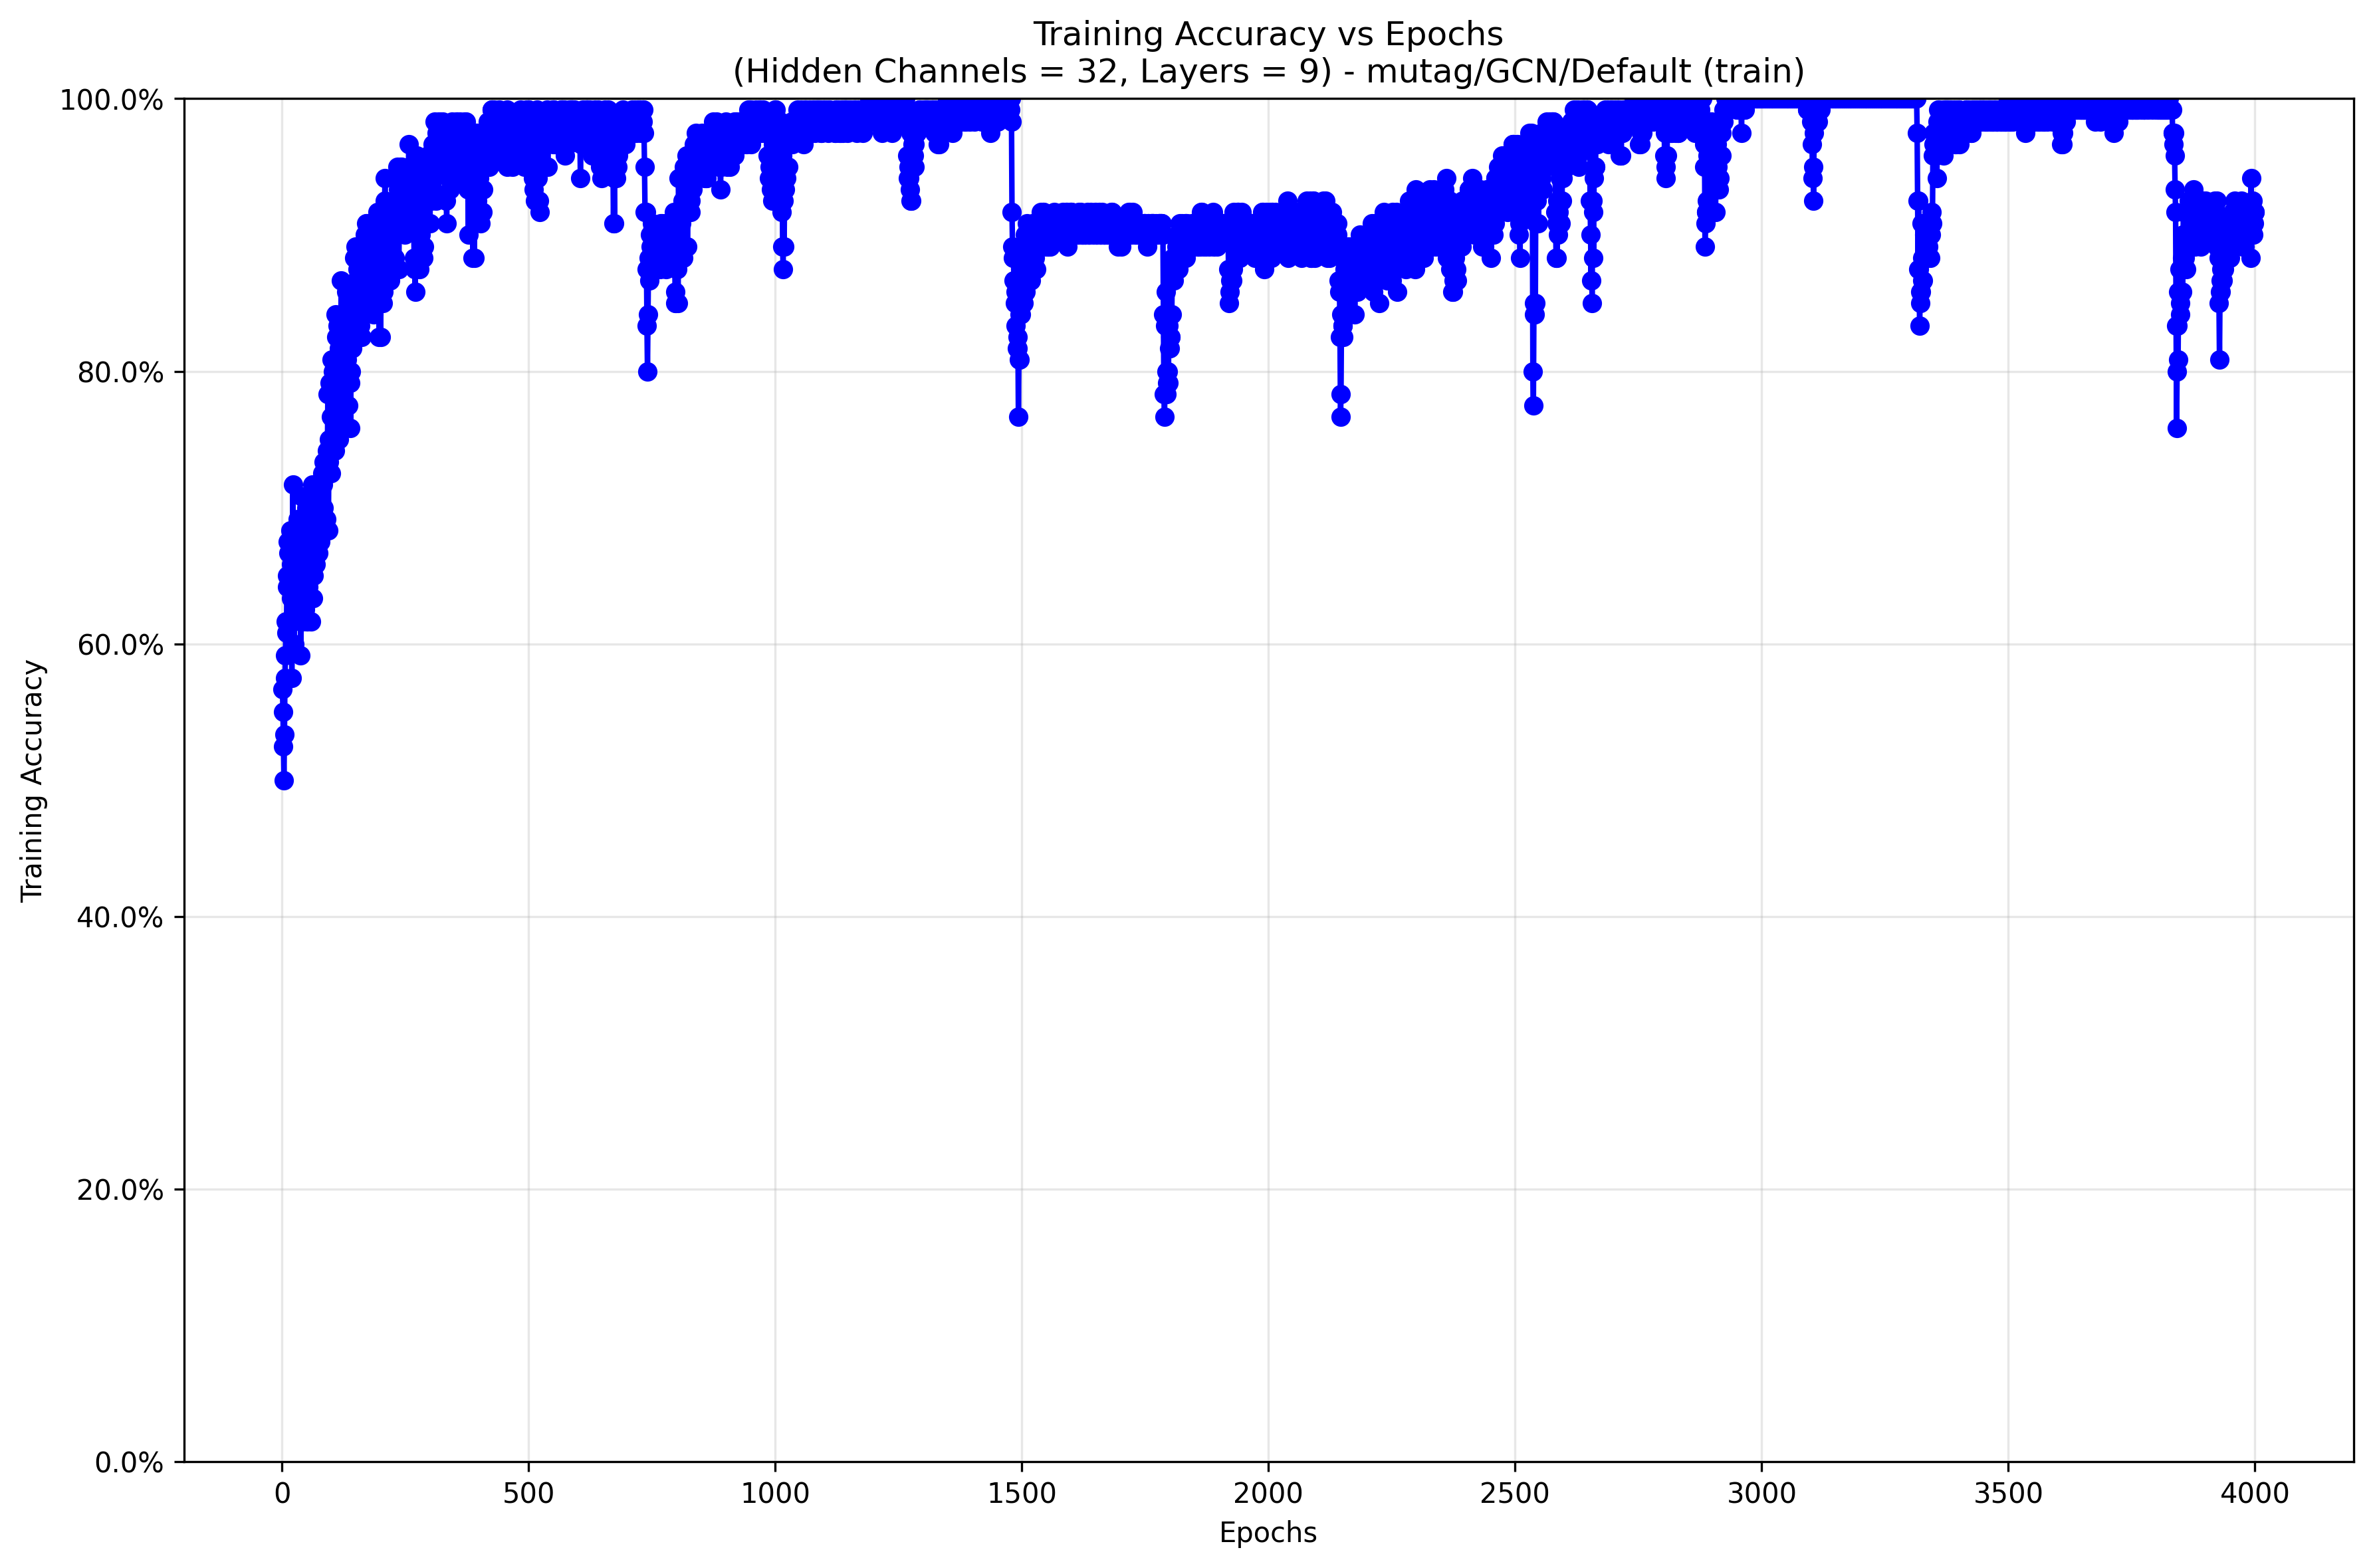 Training Accuracy vs Epochs
(Hidden Channels = 32, Layers = 9) - mutag/GCN/Default (train)
100.0%
80.0%
60.0%
40.0%
20.0%
0.0%
Training Accuracy
0 500 1000 1500 2000 2500 3000 3500 4000
Epochs